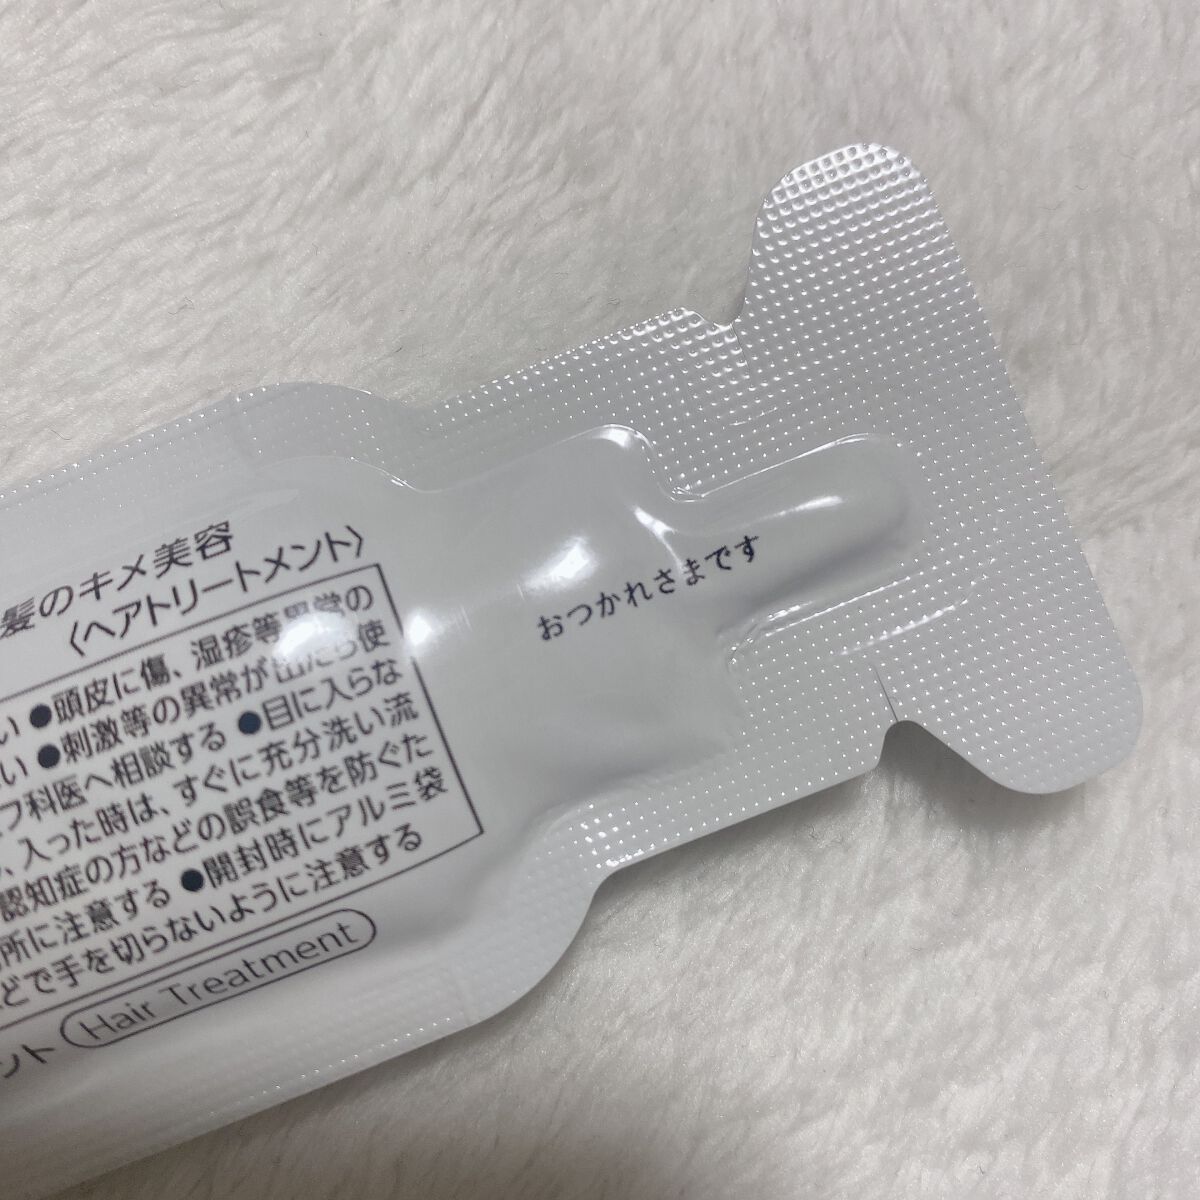 髪のキメ美容
〈ヘアトリートメント〉
い ●頭皮に傷、湿疹等異常の
い ●刺激等の異常が出たら使
フ科医へ相談する ●目に入らな
、入った時は、すぐに充分洗い流
認知症の方などの誤食等を防ぐた
所に注意する ●開封時にアルミ袋
どで手を切らないように注意する
ント Hair Treatment
おつかれさまです